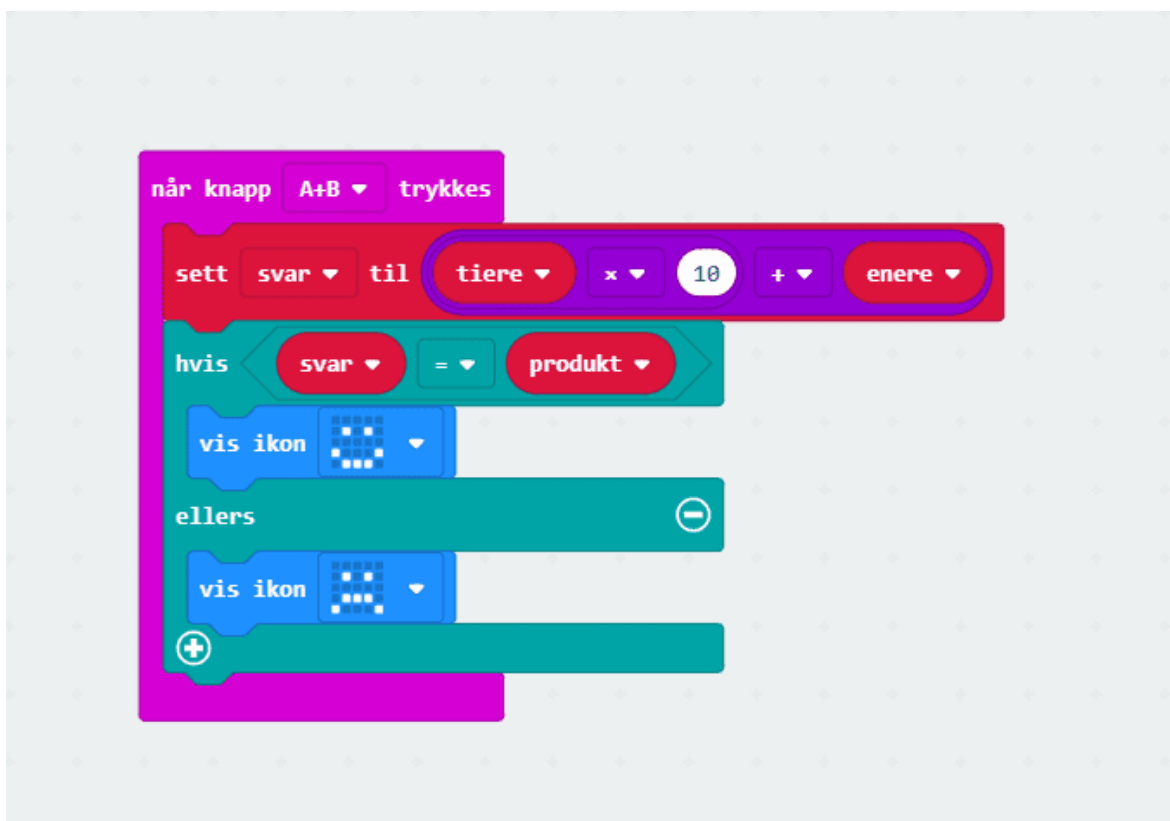 når knapp A+B trykkes
sett svar til tiere x 10 + enere
hvis svar = produkt
vis ikon
ellers
vis ikon